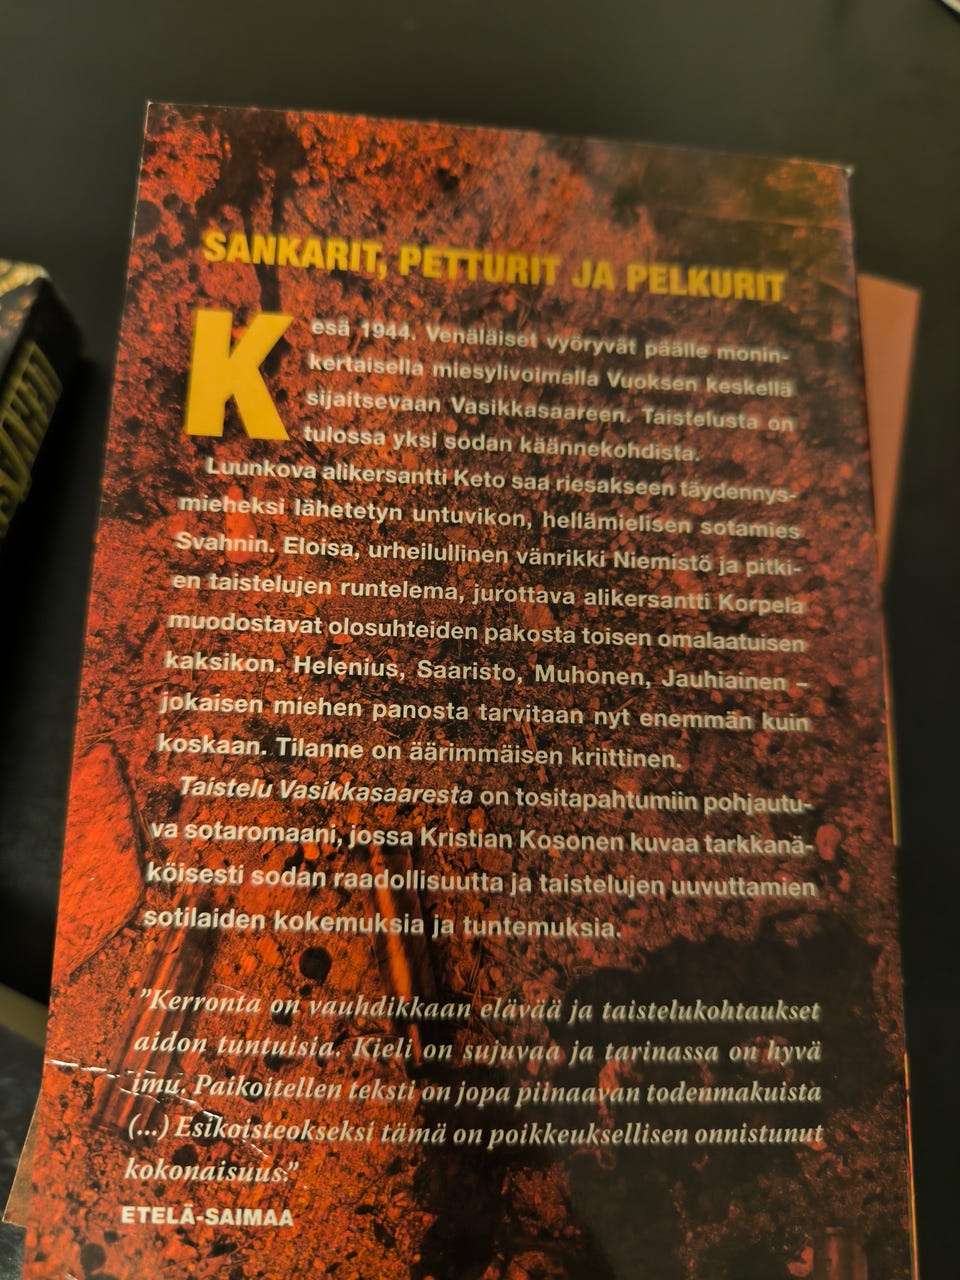 SANKARIT, PETTURIT JA PELKURIT
Kesä 1944. Venäläiset vyöryvät päälle monin-
kertaisella miesylivoimalla Vuoksen keskellä
sijaitsevaan Vasikkasaareen. Taistelusta on
tulossa yksi sodan käännekohdista.
Luunkova alikersantti Keto saa riesakseen täydennys-
mieheksi lähetetyn untuvikon, hellämielisen sotamies
Svahnin. Eloisa, urheilullinen vänrikki Niemistö ja pitki-
en taistelujen runtelema, jurottava alikersantti Korpela
muodostavat olosuhteiden pakosta toisen omalaatuisen
kaksikon. Helenius, Saaristo, Muhonen, Jauhiainen –
jokaisen miehen panosta tarvitaan nyt enemmän kuin
koskaan. Tilanne on äärimmäisen kriittinen.
Taistelu Vasikkasaaresta on tositapahtumiin pohjautu-
va sotaromaani, jossa Kristian Kosonen kuvaa tarkkanä-
köisesti sodan raadollisuutta ja taistelujen uuvuttamien
sotilaiden kokemuksia ja tuntemuksia.
”Kerronta on vauhdikkaan elävää ja taistelukohtaukset
aidon tuntuisia. Kieli on sujuvaa ja tarinassa on hyvä
imu. Paikoitellen teksti on jopa piinaavan todenmakuista
(...) Esikoisteokseksi tämä on poikkeuksellisen onnistunut
kokonaisuus.”
ETELÄ-SAIMAA